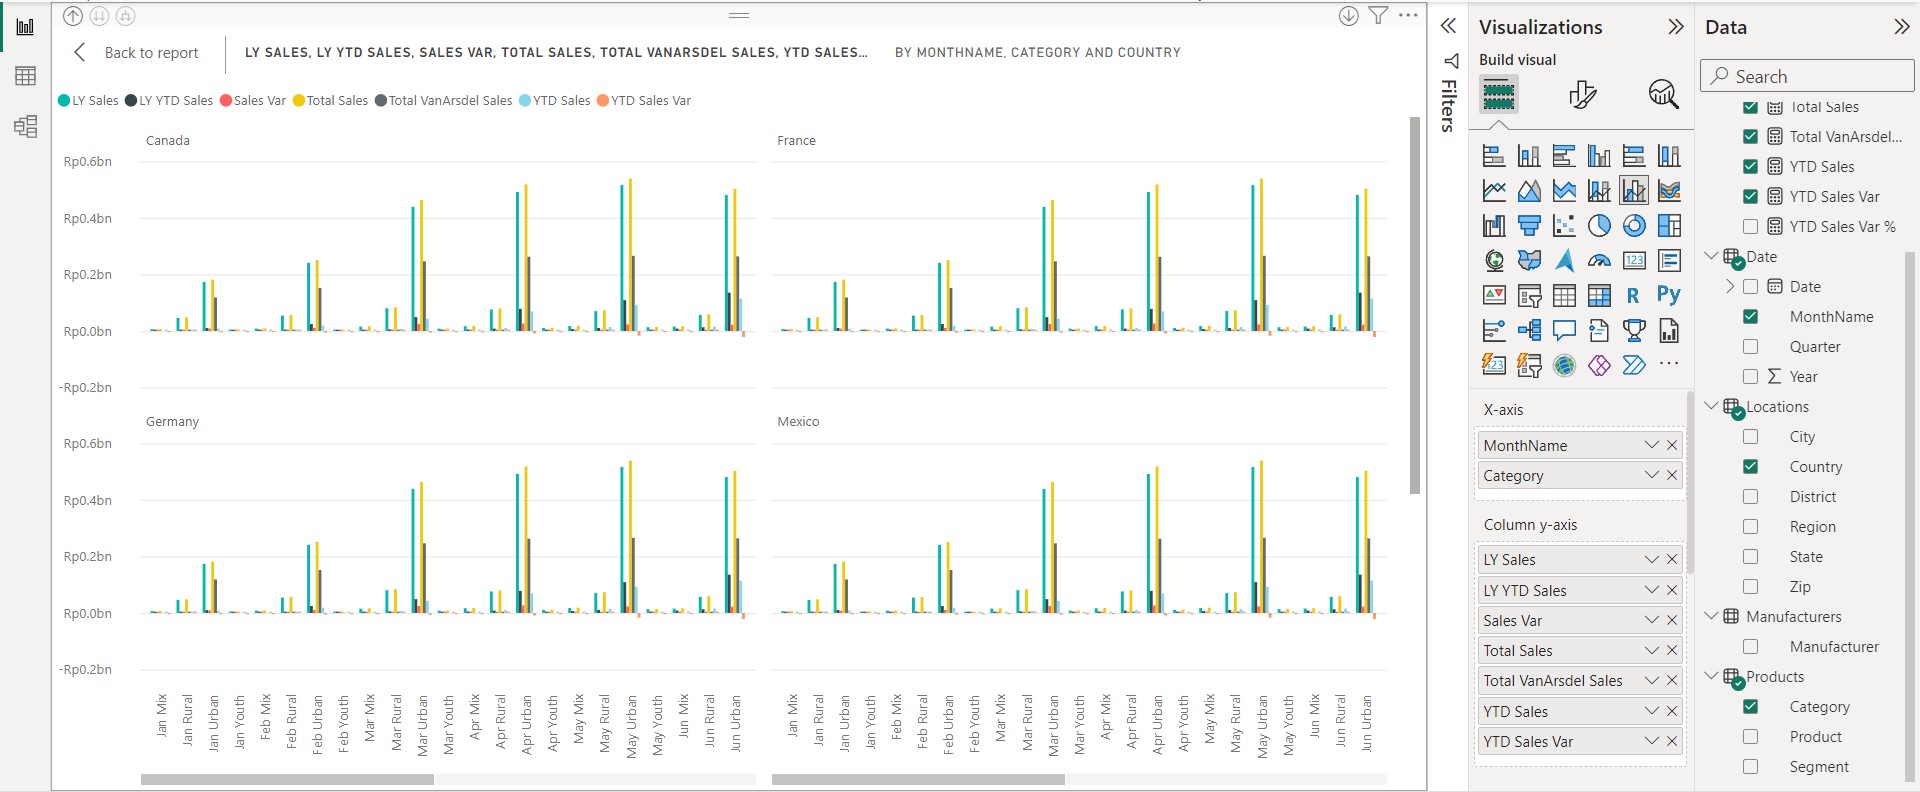 Back to report
LY SALES, LY YTD SALES, SALES VAR, TOTAL SALES, TOTAL VANARSDEL SALES, YTD SALES... BY MONTHNAME, CATEGORY AND COUNTRY
LY Sales LY YTD Sales Sales Var Total Sales Total VanArsdel Sales YTD Sales YTD Sales Var
Canada
France
Rp0.6bn
Rp0.4bn
Rp0.2bn
Rp0.0bn
-Rp0.2bn
Germany
Mexico
Rp0.6bn
Rp0.4bn
Rp0.2bn
Rp0.0bn
-Rp0.2bn
Jan Mix
Jan Rural
Jan Urban
Jan Youth
Feb Mix
Feb Rural
Feb Urban
Feb Youth
Mar Mix
Mar Rural
Mar Urban
Mar Youth
Apr Mix
Apr Rural
Apr Urban
Apr Youth
May Mix
May Rural
May Urban
May Youth
Jun Mix
Jun Rural
Jun Urban
Jan Mix
Jan Rural
Jan Urban
Jan Youth
Feb Mix
Feb Rural
Feb Urban
Feb Youth
Mar Mix
Mar Rural
Mar Urban
Mar Youth
Apr Mix
Apr Rural
Apr Urban
Apr Youth
May Mix
May Rural
May Urban
May Youth
Jun Mix
Jun Rural
Jun Urban
Filters
Visualizations
Build visual
123
R
Py
123
X-axis
MonthName
Category
Column y-axis
LY Sales
LY YTD Sales
Sales Var
Total Sales
Total VanArsdel Sales
YTD Sales
YTD Sales Var
Data
Search
Total Sales
Total VanArsdel...
YTD Sales
YTD Sales Var
YTD Sales Var %
Date
Date
MonthName
Quarter
Σ Year
Locations
City
Country
District
Region
State
Zip
Manufacturers
Manufacturer
Products
Category
Product
Segment